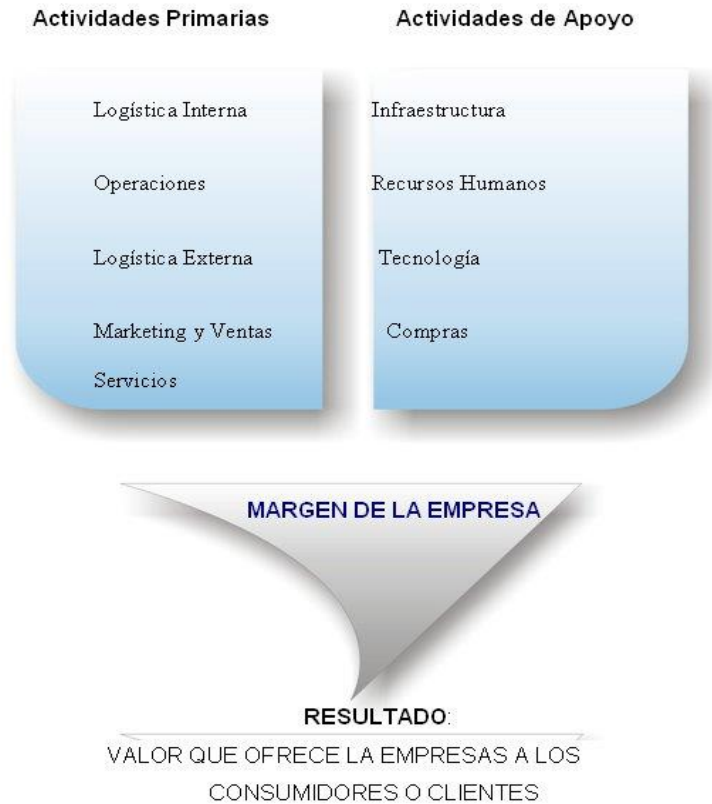 Actividades Primarias
Logística Interna
Operaciones
Logística Externa
Marketing y Ventas
Servicios
Actividades de Apoyo
Infraestructura
Recursos Humanos
Tecnología
Compras
MARGEN DE LA EMPRESA
RESULTADO:
VALOR QUE OFRECE LA EMPRESAS A LOS
CONSUMIDORES O CLIENTES